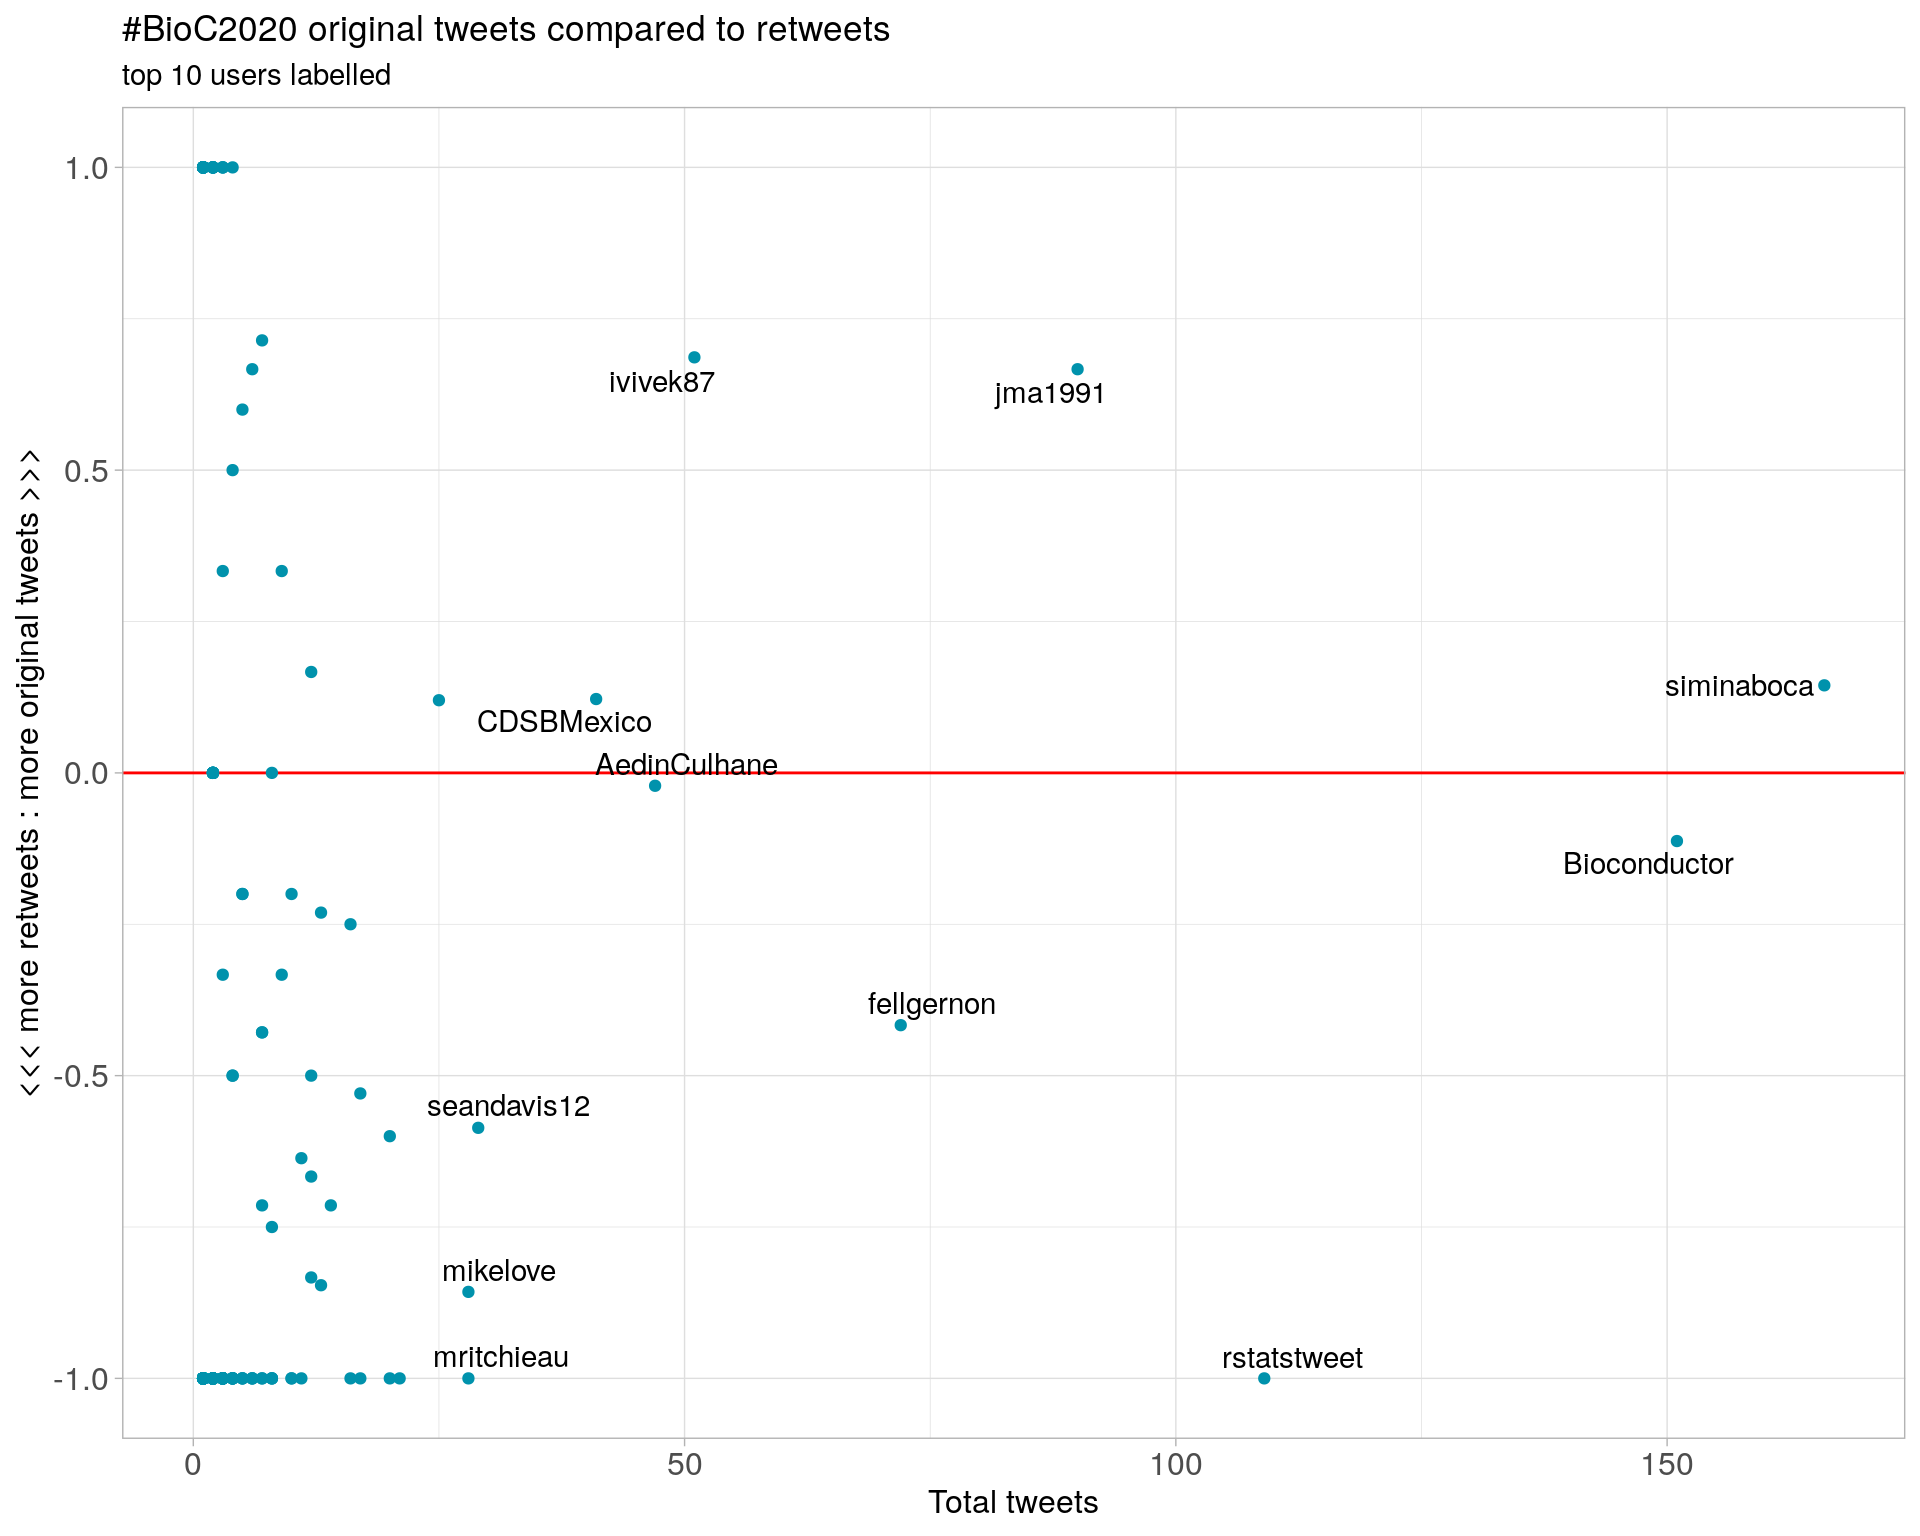 #BioC2020 original tweets compared to retweets
top 10 users labelled
<<< more retweets : more original tweets >>>
1.0
0.5
0.0
-0.5
-1.0
ivivek87
jma1991
siminaboca
CDSBMexico
AedinCulhane
Bioconductor
fellgernon
seandavis12
mikelove
mritchieau
rstatstweet
0
50
100
150
Total tweets